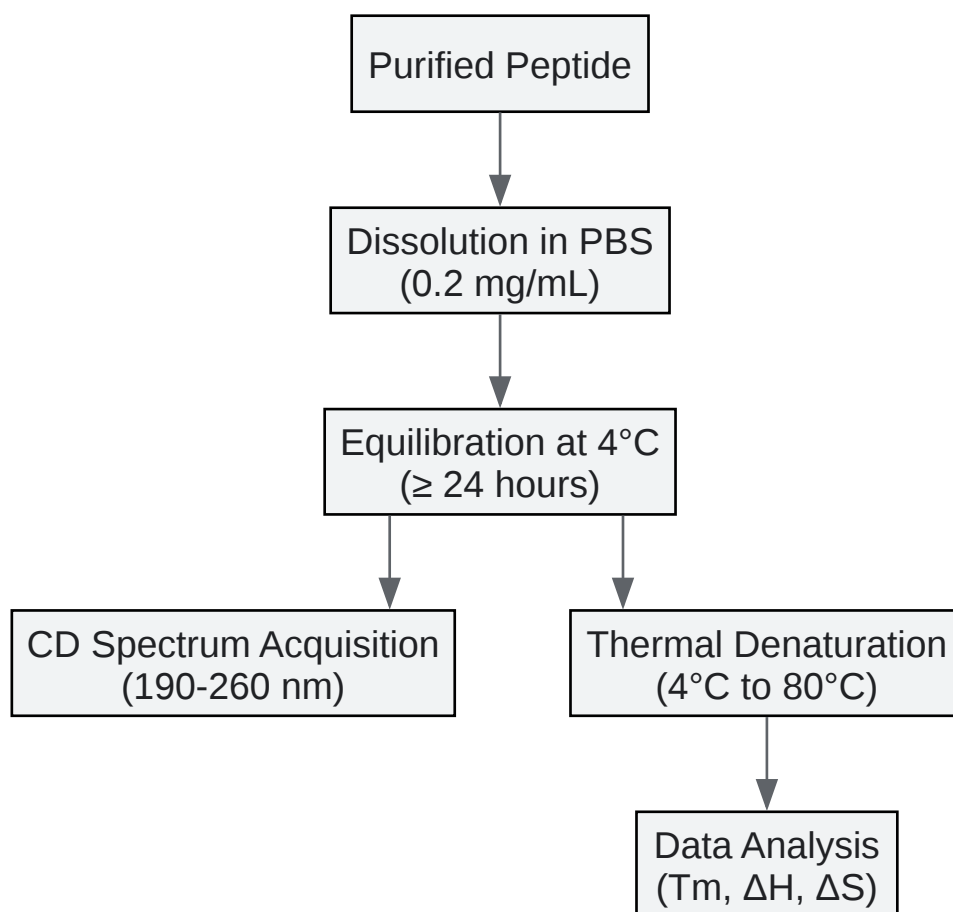 Purified Peptide
Dissolution in PBS
(0.2 mg/mL)
Equilibration at 4°C
(≥ 24 hours)
CD Spectrum Acquisition
(190-260 nm)
Thermal Denaturation
(4°C to 80°C)
Data Analysis
(Tm, ΔH, ΔS)